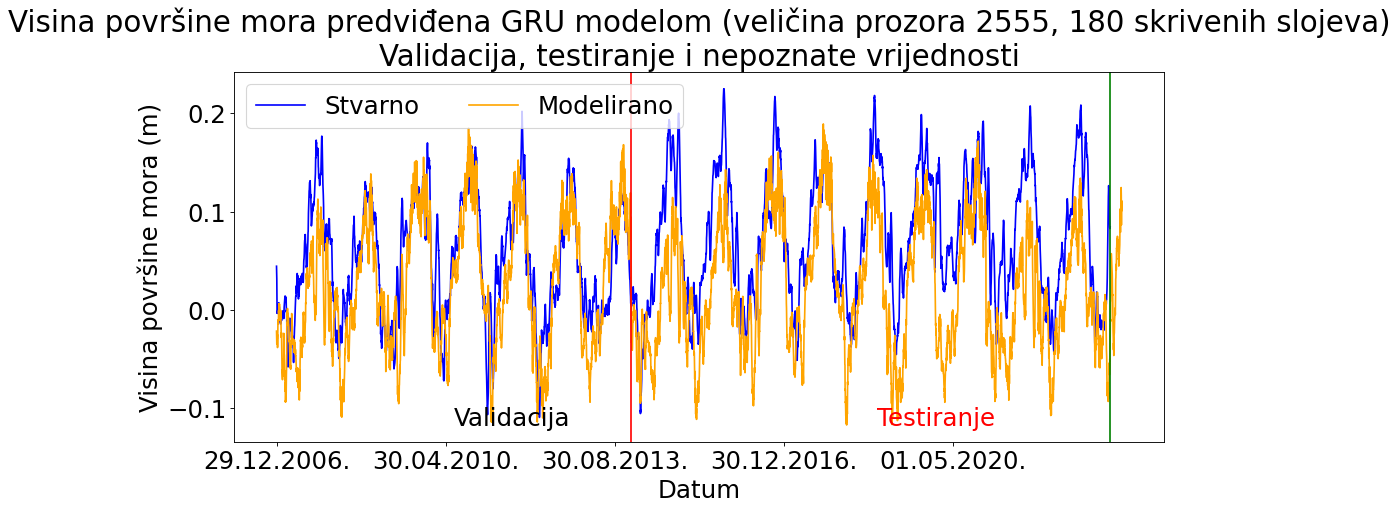 Visina površine mora predviđena GRU modelom (veličina prozora 2555, 180 skrivenih slojeva)
Validacija, testiranje i nepoznate vrijednosti
Stvarno
Modelirano
0.2
0.1
0.0
−0.1
Visina površine mora (m)
Validacija
Testiranje
29.12.2006.
30.04.2010.
30.08.2013.
30.12.2016.
01.05.2020.
Datum